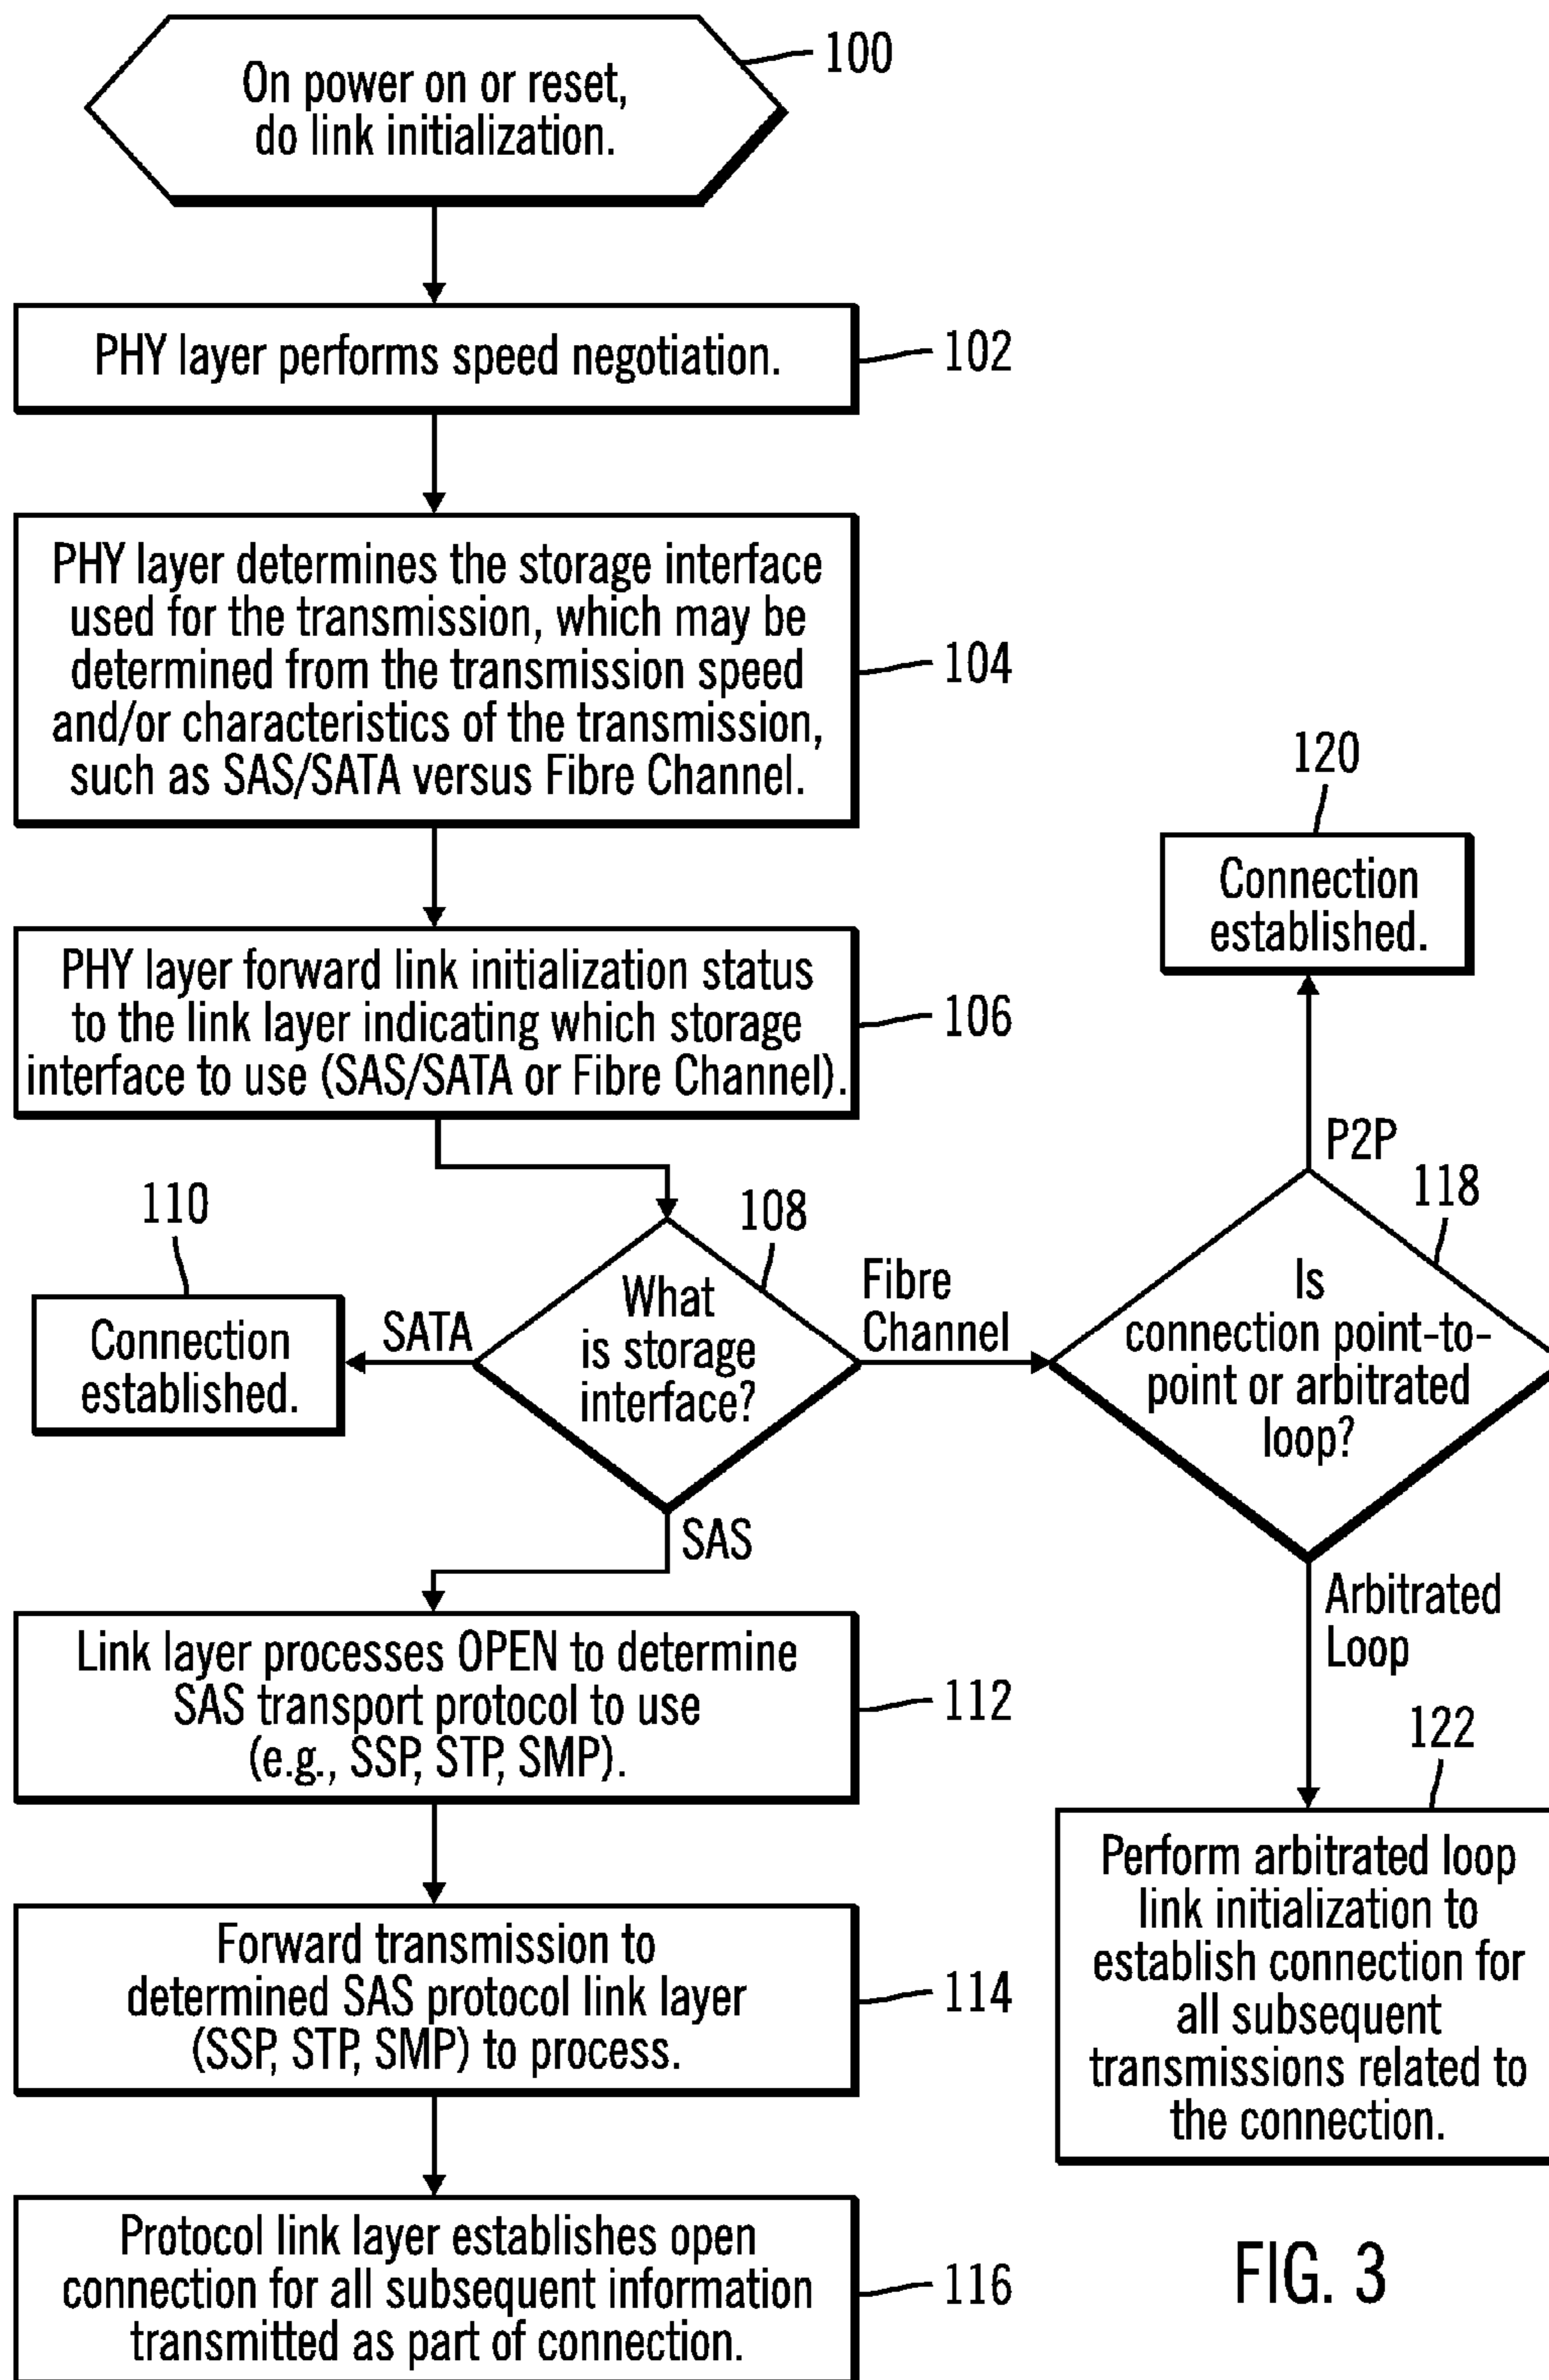 100
On power on or reset,
do link initialization.
PHY layer performs speed negotiation.
102
PHY layer determines the storage interface
used for the transmission, which may be
determined from the transmission speed
and/or characteristics of the transmission,
such as SAS/SATA versus Fibre Channel.
104
PHY layer forward link initialization status
to the link layer indicating which storage
interface to use (SAS/SATA or Fibre Channel).
106
108
What
is storage
interface?
SATA
110
Connection
established.
Fibre
Channel
118
Is
connection point-to-
point or arbitrated
loop?
P2P
120
Connection
established.
Arbitrated
Loop
122
Perform arbitrated loop
link initialization to
establish connection for
all subsequent
transmissions related to
the connection.
SAS
Link layer processes OPEN to determine
SAS transport protocol to use
(e.g., SSP, STP, SMP).
112
Forward transmission to
determined SAS protocol link layer
(SSP, STP, SMP) to process.
114
Protocol link layer establishes open
connection for all subsequent information
transmitted as part of connection.
116
FIG. 3